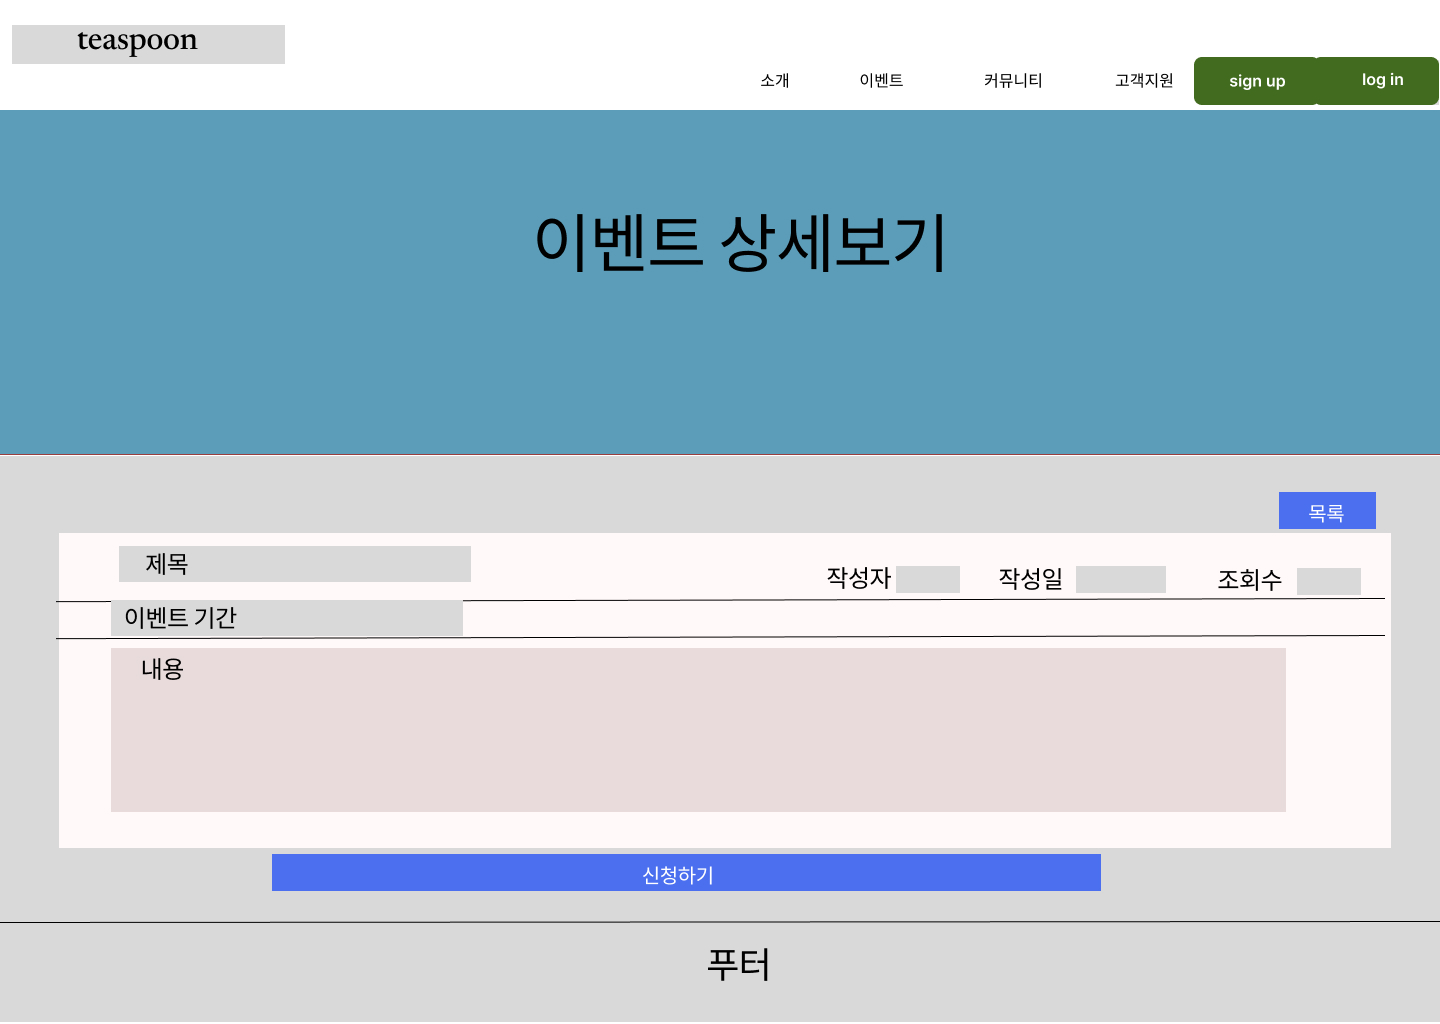 teaspoon
소개 이벤트 커뮤니티 고객지원 sign up log in
이벤트 상세보기
목록
제목 작성자 작성일 조회수
이벤트 기간
내용
신청하기
푸터